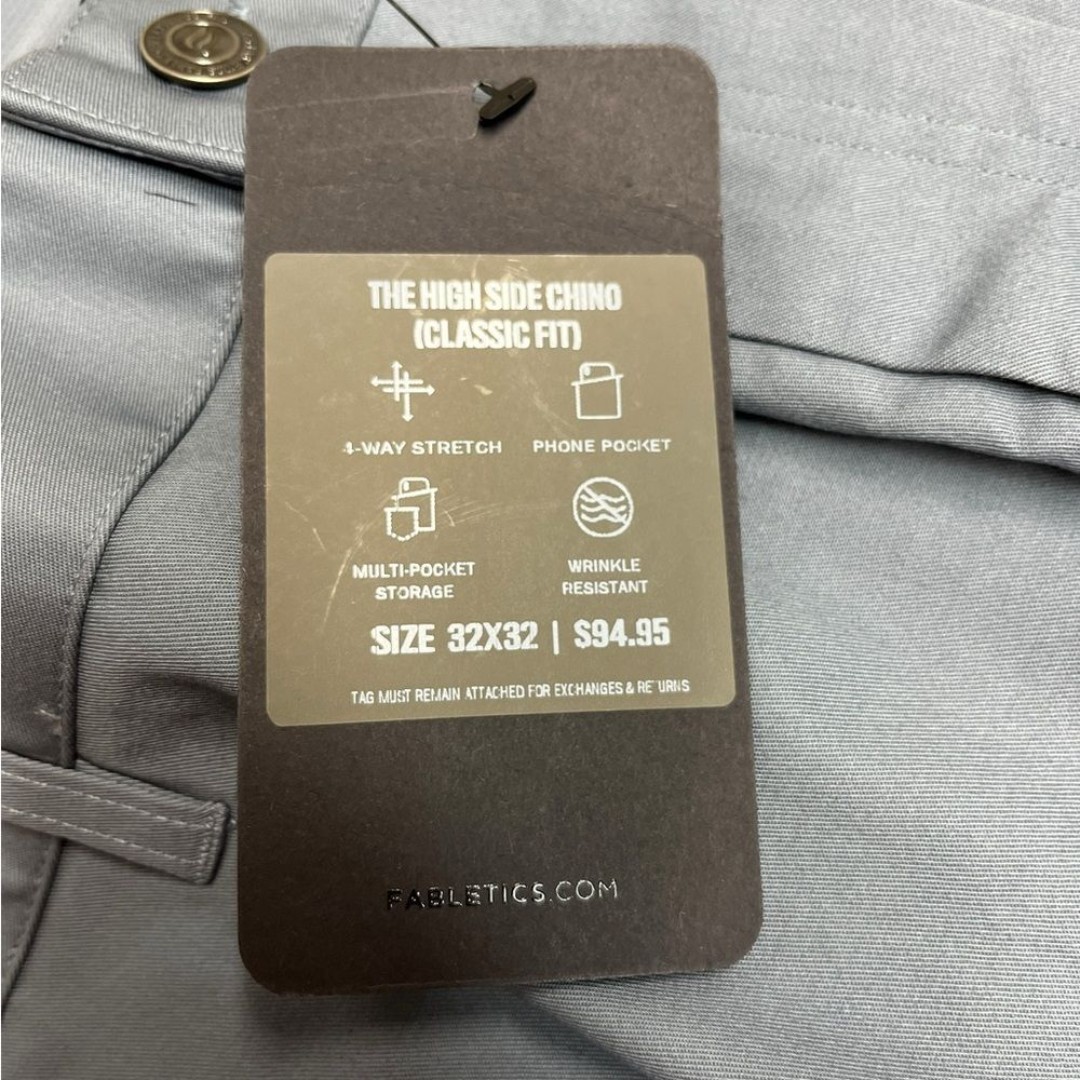 THE HIGH SIDE CHINO
(CLASSIC FIT)
4-WAY STRETCH
PHONE POCKET
MULTI-POCKET
STORAGE
WRINKLE
RESISTANT
SIZE 32X32 | $94.95
TAG MUST REMAIN ATTACHED FOR EXCHANGES & RETURNS
FABLETICS.COM